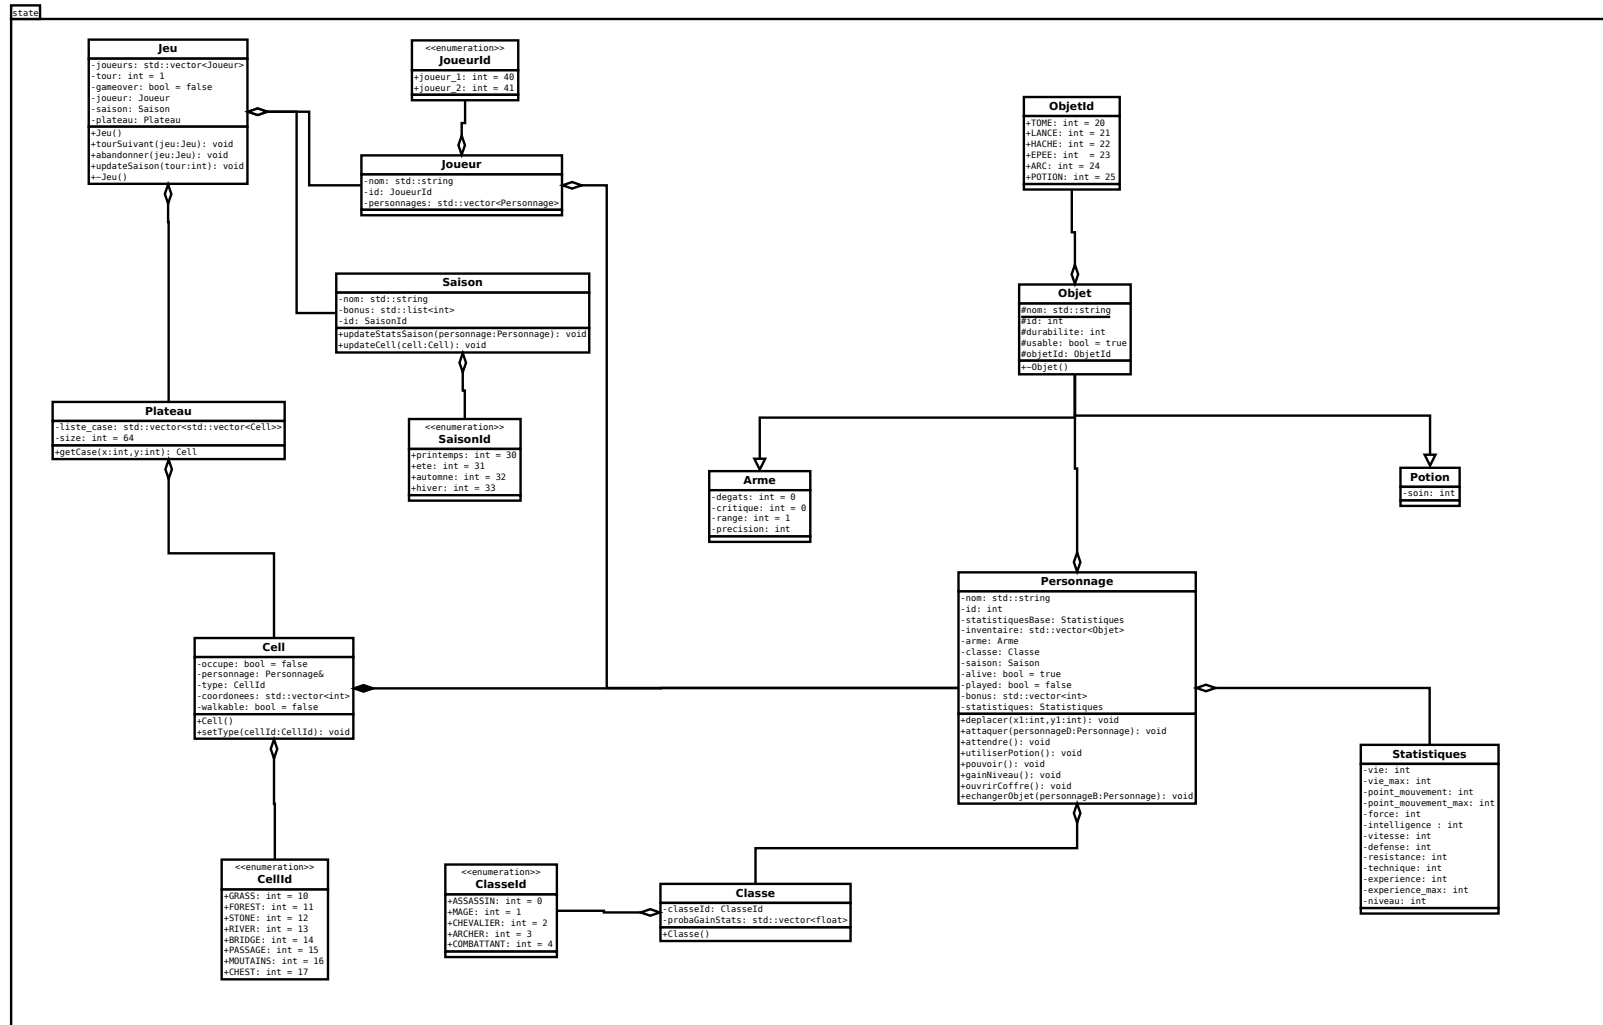 state
Jeu
-joueurs: std::vector<Joueur>
-tour: int = 1
-gameover: bool = false
-joueur: Joueur
-saison: Saison
-plateau: Plateau
+Jeu()
+tourSuivant(jeu:Jeu): void
+abandonner(jeu:Jeu): void
+updateSaison(tour:int): void
+~Jeu()
<<enumeration>>
JoueurId
+joueur_1: int = 40
+joueur_2: int = 41
Joueur
-nom: std::string
-id: JoueurId
-personnages: std::vector<Personnage>
ObjetId
+TOME: int = 20
+LANCE: int = 21
+HACHE: int = 22
+EPEE  : int = 23
+ARC: int = 24
+POTION: int = 25
Saison
-nom: std::string
-bonus: std::list<int>
-id: SaisonId
+updateStatsSaison(personnage:Personnage): void
+updateCell(cell:Cell): void
Objet
#nom: std::string
#id: int
#durabilite: int
#usable: bool = true
#objetId: ObjetId
+~Objet()
Plateau
-liste_case: std::vector<std::vector<Cell>>
-size: int = 64
+getCase(x:int,y:int): Cell
<<enumeration>>
SaisonId
+printemps: int = 30
+ete: int = 31
+automne: int = 32
+hiver: int = 33
Arme
-degats: int = 0
-critique: int = 0
-range: int = 1
-precision: int
Potion
-soin: int
Personnage
-nom: std::string
-id: int
-statistiquesBase: Statistiques
-inventaire: std::vector<Objet>
-arme: Arme
-classe: Classe
-saison: Saison
-alive: bool = true
-played: bool = false
-bonus: std::vector<int>
-statistiques: Statistiques
+deplacer(x1:int,y1:int): void
+attaquer(personnageD:Personnage): void
+attendre(): void
+utiliserPotion(): void
+pouvoir(): void
+gainNiveau(): void
+ouvrirCoffre(): void
+echangerObjet(personnageB:Personnage): void
Cell
-occupe: bool = false
-personnage: Personnage&
-type: CellId
-coordonees: std::vector<int>
-walkable: bool = false
+Cell()
+setType(cellId:CellId): void
Statistiques
-vie: int
-vie_max: int
-point_mouvement: int
-point_mouvement_max: int
-force: int
-intelligence : int
-vitesse: int
-defense: int
-resistance: int
-technique: int
-experience: int
-experience_max: int
-niveau: int
<<enumeration>>
CellId
+GRASS: int = 10
+FOREST: int = 11
+STONE: int = 12
+RIVER: int = 13
+BRIDGE: int = 14
+PASSAGE: int = 15
+MOUTAINS: int = 16
+CHEST: int = 17
<<enumeration>>
ClasseId
+ASSASSIN: int = 0
+MAGE: int = 1
+CHEVALIER: int = 2
+ARCHER: int = 3
+COMBATTANT: int = 4
Classe
-classeId: ClasseId
-probaGainStats: std::vector<float>
+Classe()